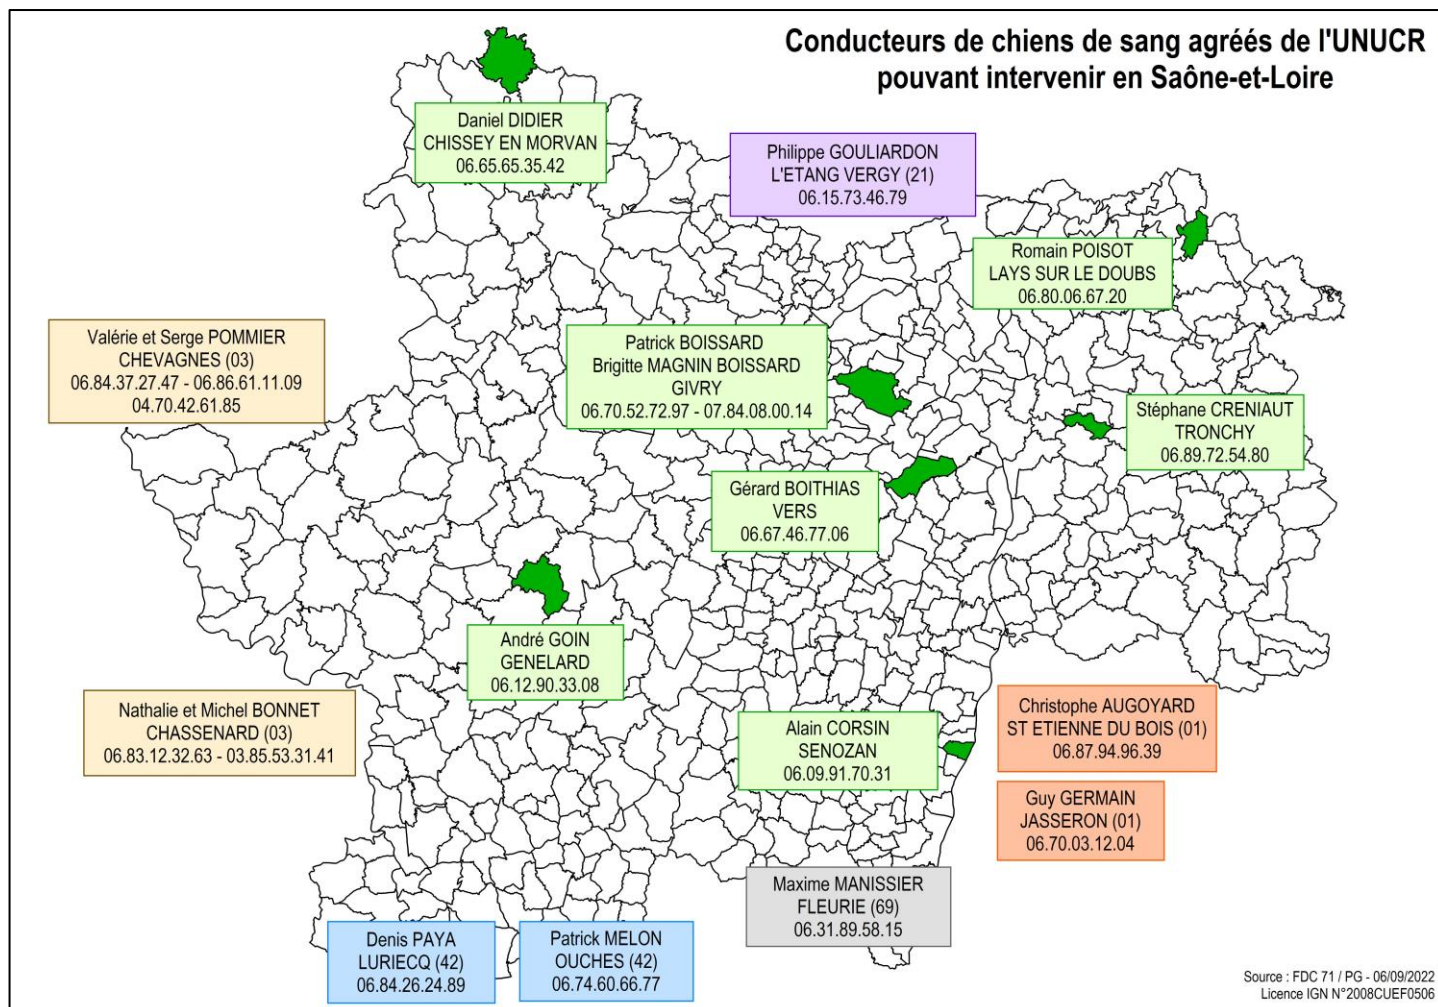 Conducteurs de chiens de sang agréés de l'UNUCR
pouvant intervenir en Saône-et-Loire
Daniel DIDIER
CHISSEY EN MORVAN
06.65.65.35.42
Philippe GOULIARDON
L'ETANG VERGY (21)
06.15.73.46.79
Romain POISOT
LAYS SUR LE DOUBS
06.80.06.67.20
Valérie et Serge POMMIER
CHEVAGNES (03)
06.84.37.27.47 - 06.86.61.11.09
04.70.42.61.85
Patrick BOISSARD
Brigitte MAGNIN BOISSARD
GIVRY
06.70.52.72.97 - 07.84.08.00.14
Stéphane CRENIAUT
TRONCHY
06.89.72.54.80
Gérard BOITHIAS
VERS
06.67.46.77.06
André GOIN
GENELARD
06.12.90.33.08
Nathalie et Michel BONNET
CHASSENARD (03)
06.83.12.32.63 - 03.85.53.31.41
Alain CORSIN
SENOZAN
06.09.91.70.31
Christophe AUGOYARD
ST ETIENNE DU BOIS (01)
06.87.94.96.39
Guy GERMAIN
JASSERON (01)
06.70.03.12.04
Maxime MANISSIER
FLEURIE (69)
06.31.89.58.15
Denis PAYA
LURIECQ (42)
06.84.26.24.89
Patrick MELON
OUCHES (42)
06.74.60.66.77
Source : FDC 71 / PG - 06/09/2022
Licence IGN N°2008CUEF0506